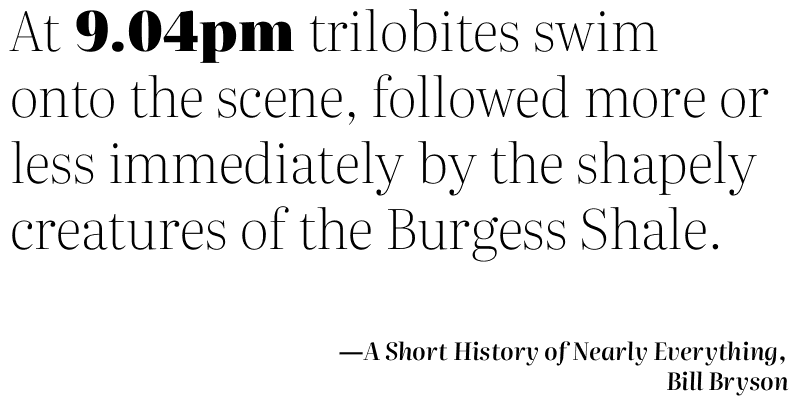 At 9.04pm trilobites swim
onto the scene, followed more or
less immediately by the shapely
creatures of the Burgess Shale.
—A Short History of Nearly Everything,
Bill Bryson